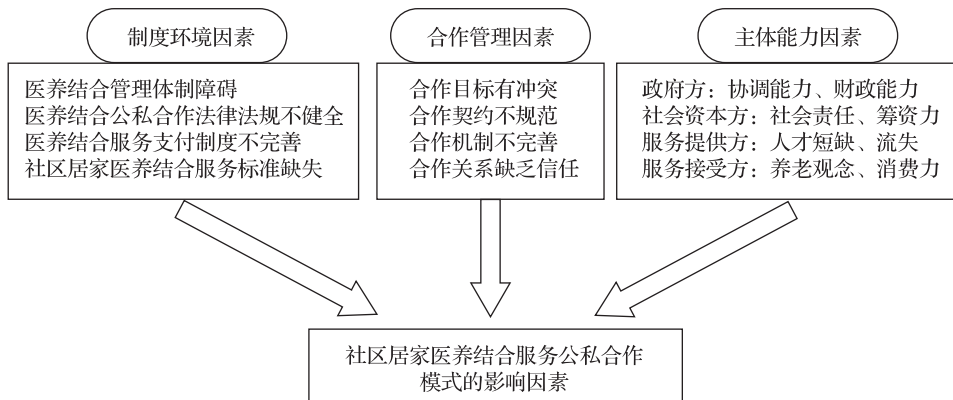 制度环境因素
医养结合管理体制障碍
医养结合公私合作法律法规不健全
医养结合服务支付制度不完善
社区居家医养结合服务标准缺失
合作管理因素
合作目标有冲突
合作契约不规范
合作机制不完善
合作关系缺乏信任
主体能力因素
政府方：协调能力、财政能力
社会资本方：社会责任、筹资力
服务提供方：人才短缺、流失
服务接受方：养老观念、消费力
社区居家医养结合服务公私合作
模式的影响因素